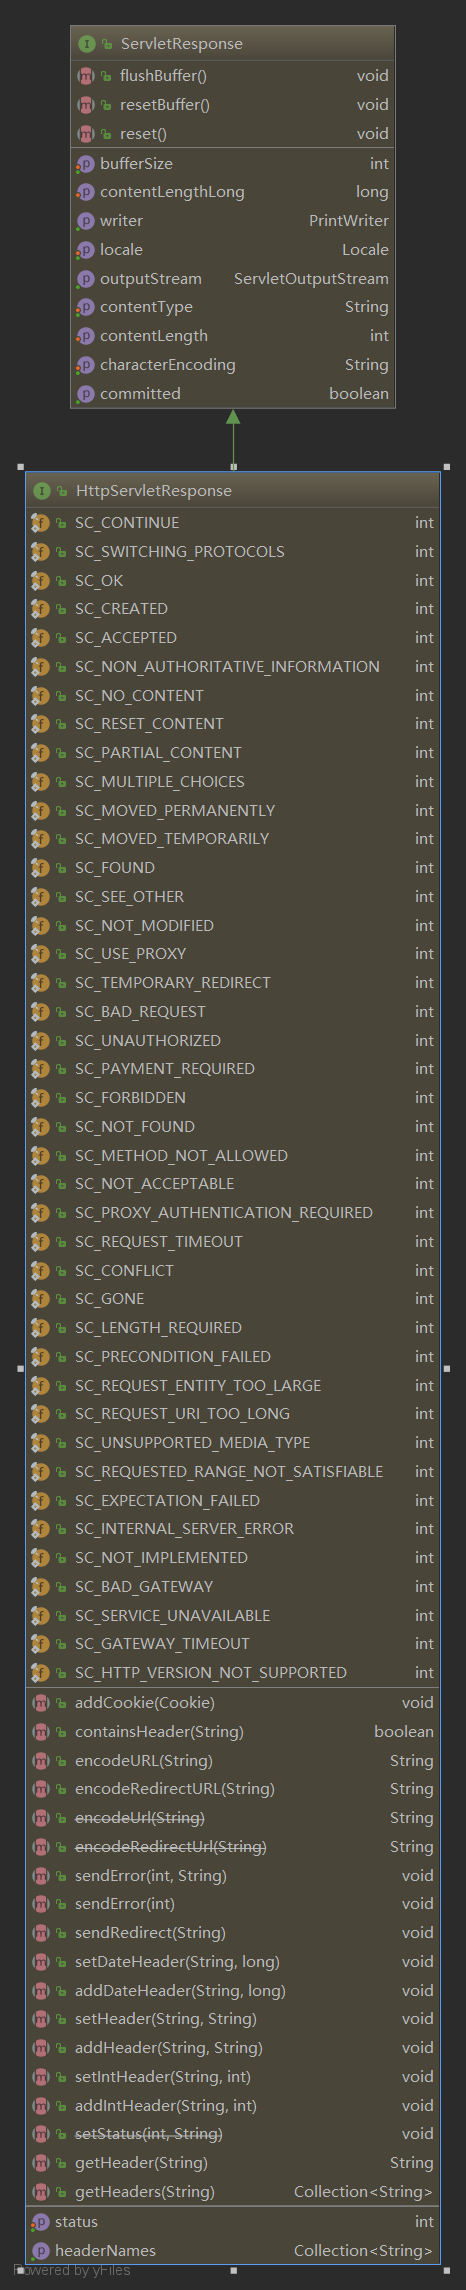 ServletResponse
flushBuffer() void
resetBuffer() void
reset() void
bufferSize int
contentLengthLong long
writer PrintWriter
locale Locale
outputStream ServletOutputStream
contentType String
contentLength int
characterEncoding String
committed boolean
HttpServletResponse
SC_CONTINUE int
SC_SWITCHING_PROTOCOLS int
SC_OK int
SC_CREATED int
SC_ACCEPTED int
SC_NON_AUTHORITATIVE_INFORMATION int
SC_NO_CONTENT int
SC_RESET_CONTENT int
SC_PARTIAL_CONTENT int
SC_MULTIPLE_CHOICES int
SC_MOVED_PERMANENTLY int
SC_MOVED_TEMPORARILY int
SC_FOUND int
SC_SEE_OTHER int
SC_NOT_MODIFIED int
SC_USE_PROXY int
SC_TEMPORARY_REDIRECT int
SC_BAD_REQUEST int
SC_UNAUTHORIZED int
SC_PAYMENT_REQUIRED int
SC_FORBIDDEN int
SC_NOT_FOUND int
SC_METHOD_NOT_ALLOWED int
SC_NOT_ACCEPTABLE int
SC_PROXY_AUTHENTICATION_REQUIRED int
SC_REQUEST_TIMEOUT int
SC_CONFLICT int
SC_GONE int
SC_LENGTH_REQUIRED int
SC_PRECONDITION_FAILED int
SC_REQUEST_ENTITY_TOO_LARGE int
SC_REQUEST_URI_TOO_LONG int
SC_UNSUPPORTED_MEDIA_TYPE int
SC_REQUESTED_RANGE_NOT_SATISFIABLE int
SC_EXPECTATION_FAILED int
SC_INTERNAL_SERVER_ERROR int
SC_NOT_IMPLEMENTED int
SC_BAD_GATEWAY int
SC_SERVICE_UNAVAILABLE int
SC_GATEWAY_TIMEOUT int
SC_HTTP_VERSION_NOT_SUPPORTED int
addCookie(Cookie) void
containsHeader(String) boolean
encodeURL(String) String
encodeRedirectURL(String) String
encodeUrl(String) String
encodeRedirectUrl(String) String
sendError(int, String) void
sendError(int) void
sendRedirect(String) void
setDateHeader(String, long) void
addDateHeader(String, long) void
setHeader(String, String) void
addHeader(String, String) void
setIntHeader(String, int) void
addIntHeader(String, int) void
setStatus(int, String) void
getHeader(String) String
getHeaders(String) Collection<String>
status int
headerNames Collection<String>
Powered by yFiles